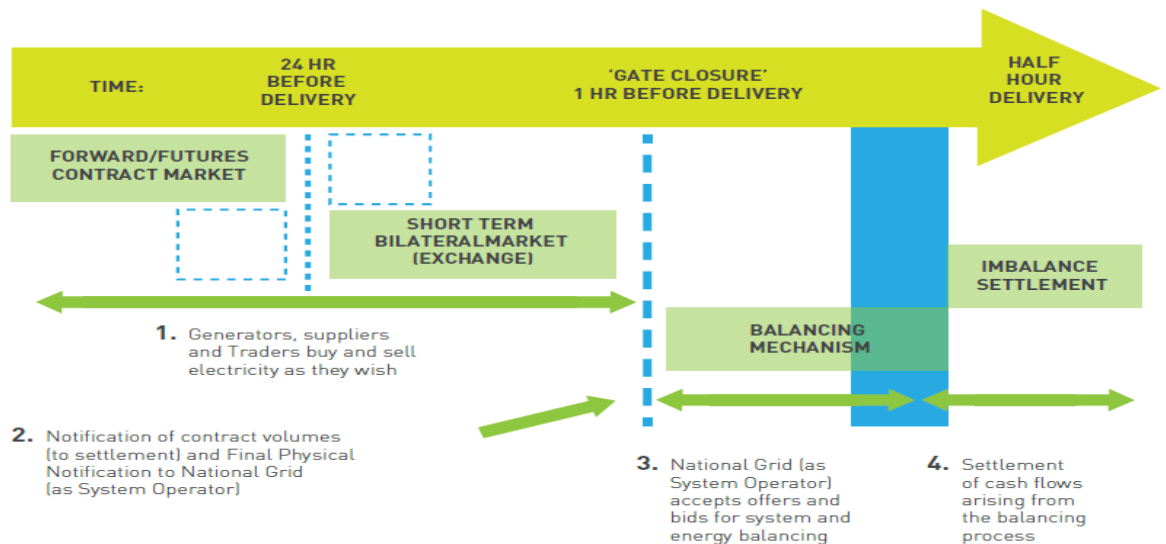 TIME:
24 HR
BEFORE
DELIVERY
‘GATE CLOSURE’
1 HR BEFORE DELIVERY
HALF
HOUR
DELIVERY
FORWARD/FUTURES
CONTRACT MARKET
SHORT TERM
BILATERALMARKET
(EXCHANGE)
IMBALANCE
SETTLEMENT
BALANCING
MECHANISM
1. Generators, suppliers
and Traders buy and sell
electricity as they wish
2. Notification of contract volumes
(to settlement) and Final Physical
Notification to National Grid
(as System Operator)
3. National Grid (as
System Operator)
accepts offers and
bids for system and
energy balancing
4. Settlement
of cash flows
arising from
the balancing
process